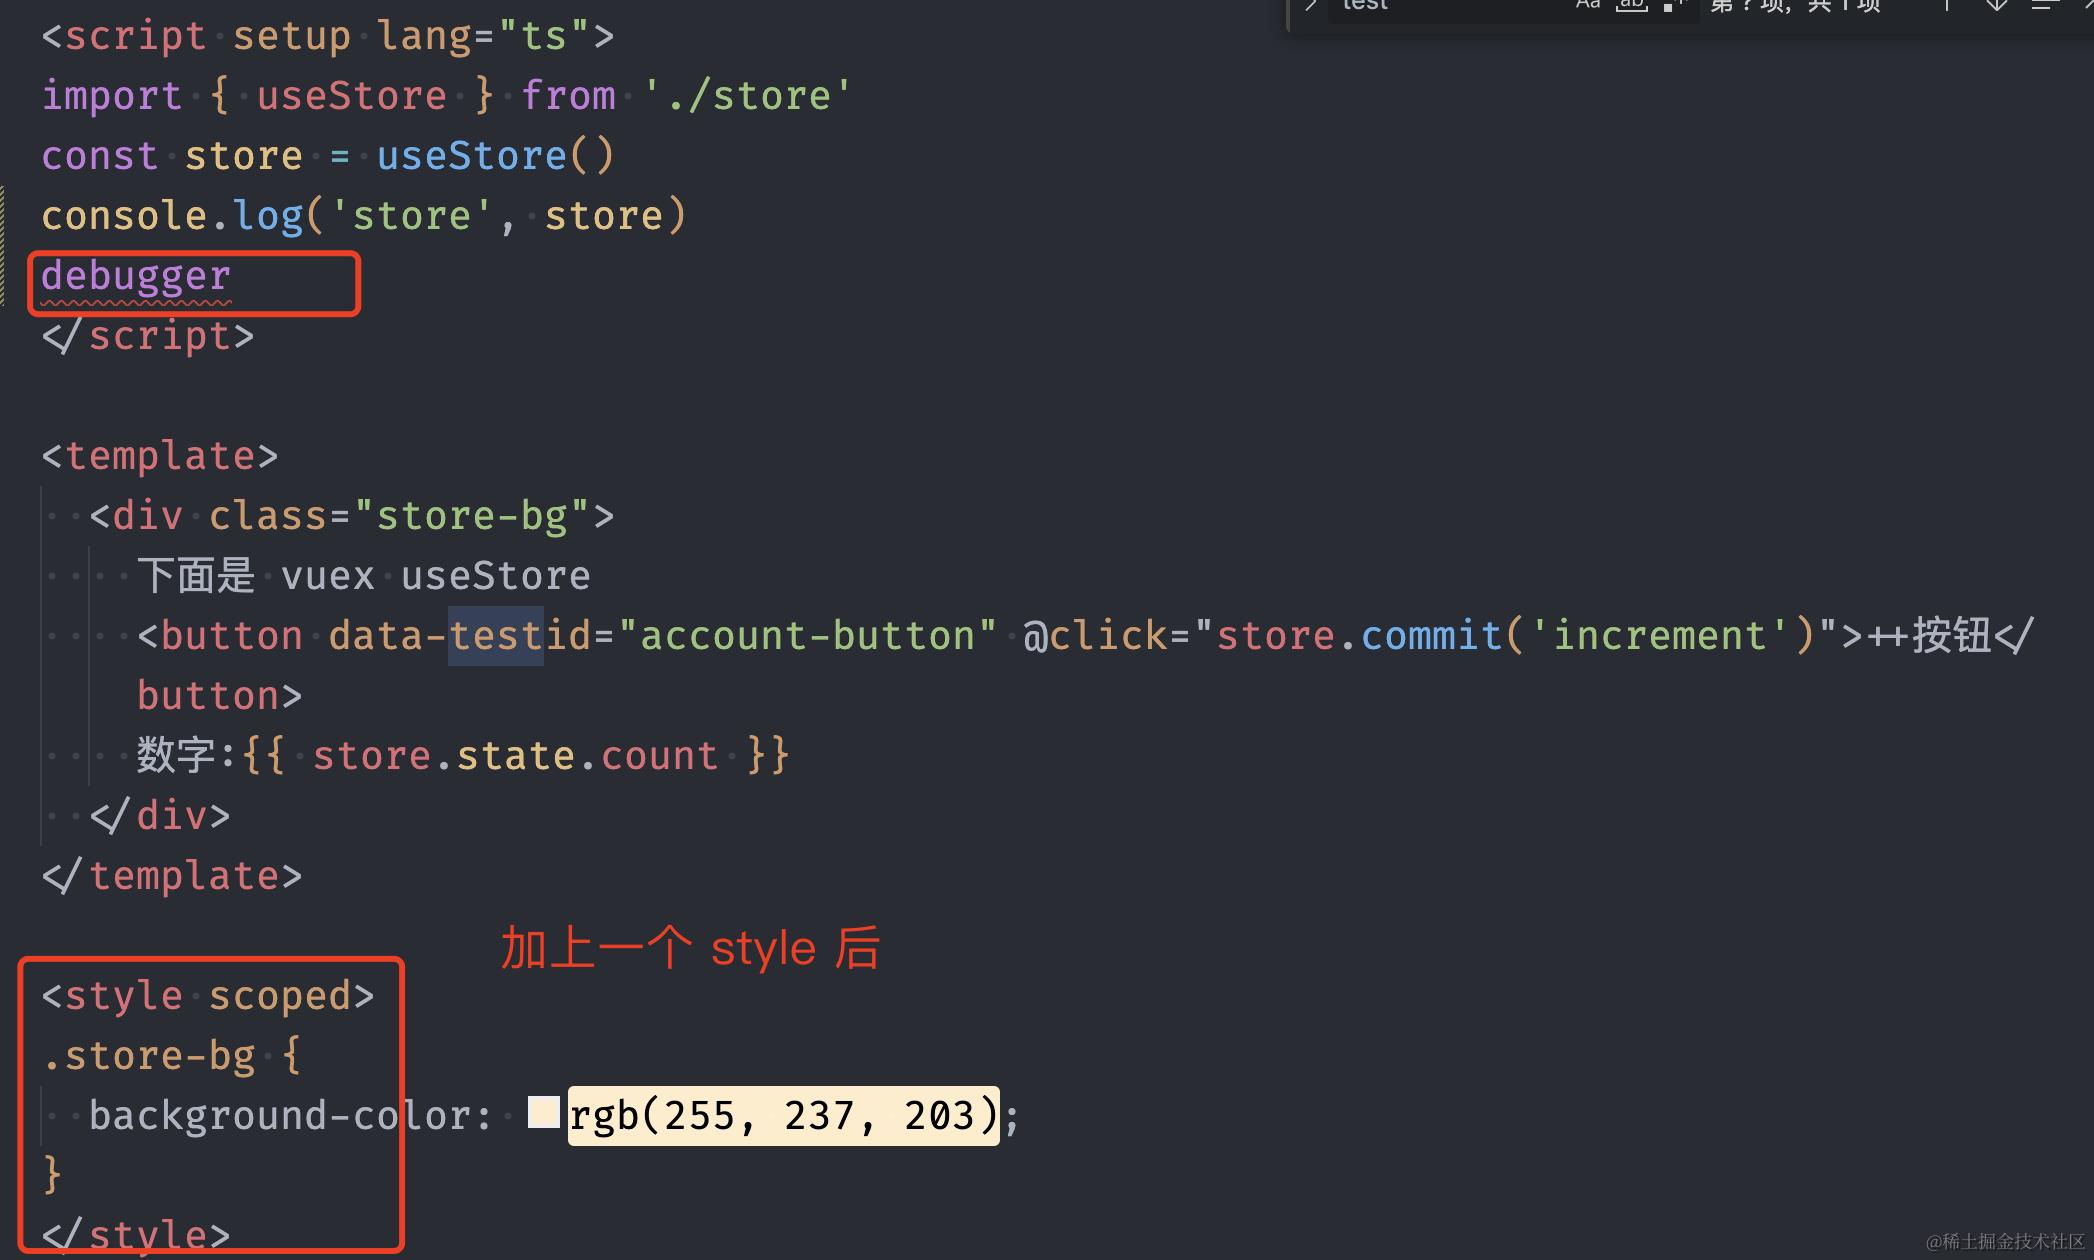 test Aa ab 第 ? 项，共 1 项
<script setup lang="ts">
import { useStore } from './store'
const store = useStore()
console.log('store', store)
debugger
</script>
<template>
<div class="store-bg">
下面是 vuex useStore
<button data-testid="account-button" @click="store.commit('increment')">++按钮</
button>
数字:{{ store.state.count }}
</div>
</template>
加上一个 style 后
<style scoped>
.store-bg {
background-color: rgb(255, 237, 203);
}
</style>
@稀土掘金技术社区